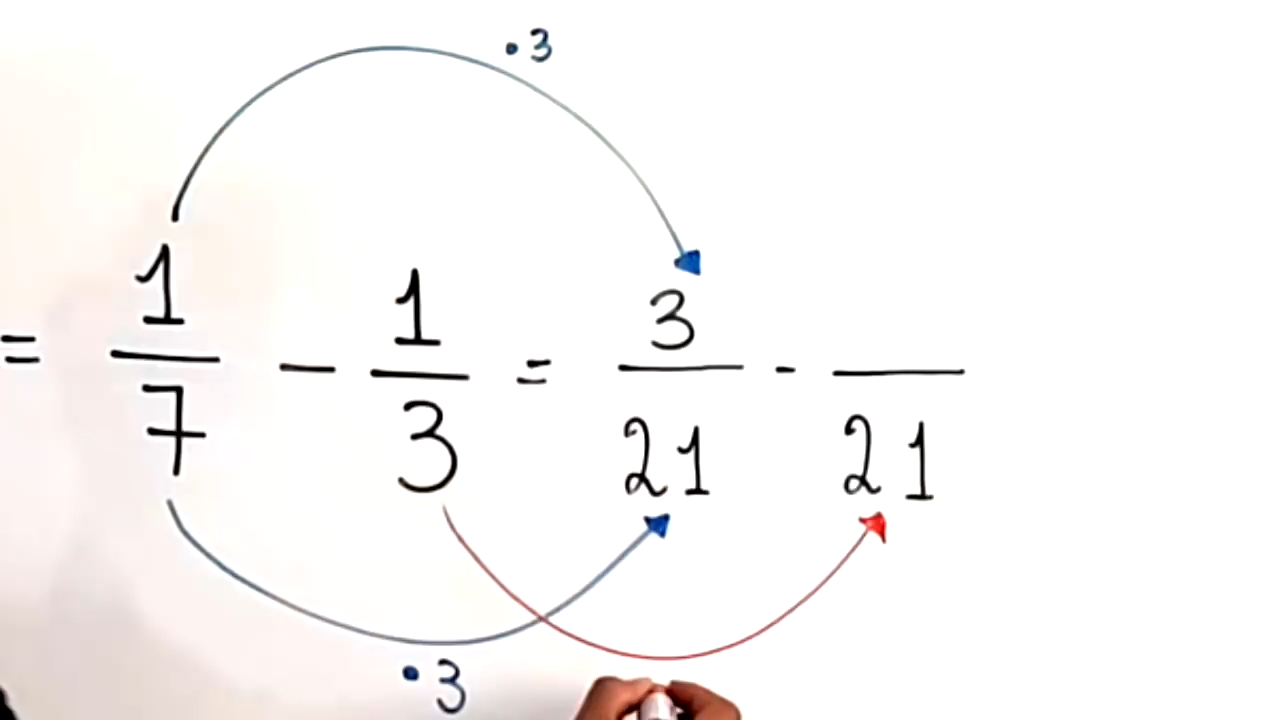 · 3
= 1/7 - 1/3 = 3/21 - /21
· 3